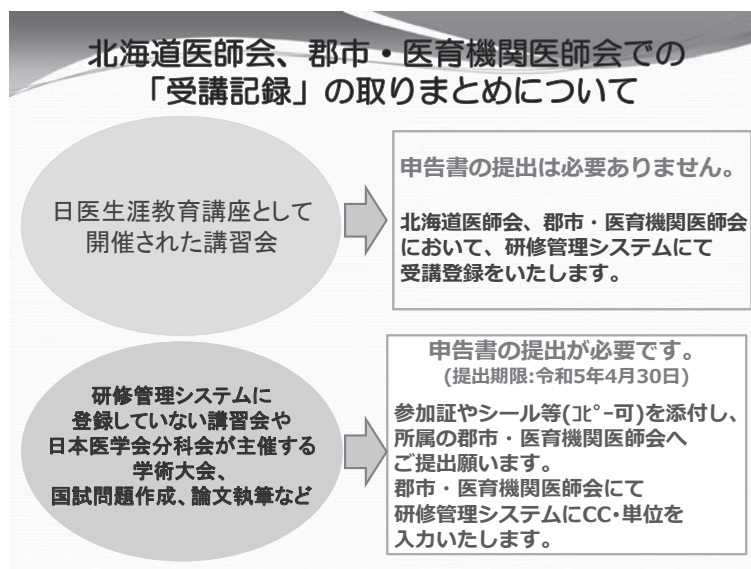 北海道医師会、郡市・医育機関医師会での
「受講記録」の取りまとめについて
日医生涯教育講座として
開催された講習会
申告書の提出は必要ありません。
北海道医師会、郡市・医育機関医師会
において、研修管理システムにて
受講登録をいたします。
研修管理システムに
登録していない講習会や
日本医学会分科会が主催する
学術大会、
国試問題作成、論文執筆など
申告書の提出が必要です。
(提出期限:令和5年4月30日)
参加証やシール等(ｺﾋﾟｰ可)を添付し、
所属の郡市・医育機関医師会へ
ご提出願います。
郡市・医育機関医師会にて
研修管理システムにCC・単位を
入力いたします。